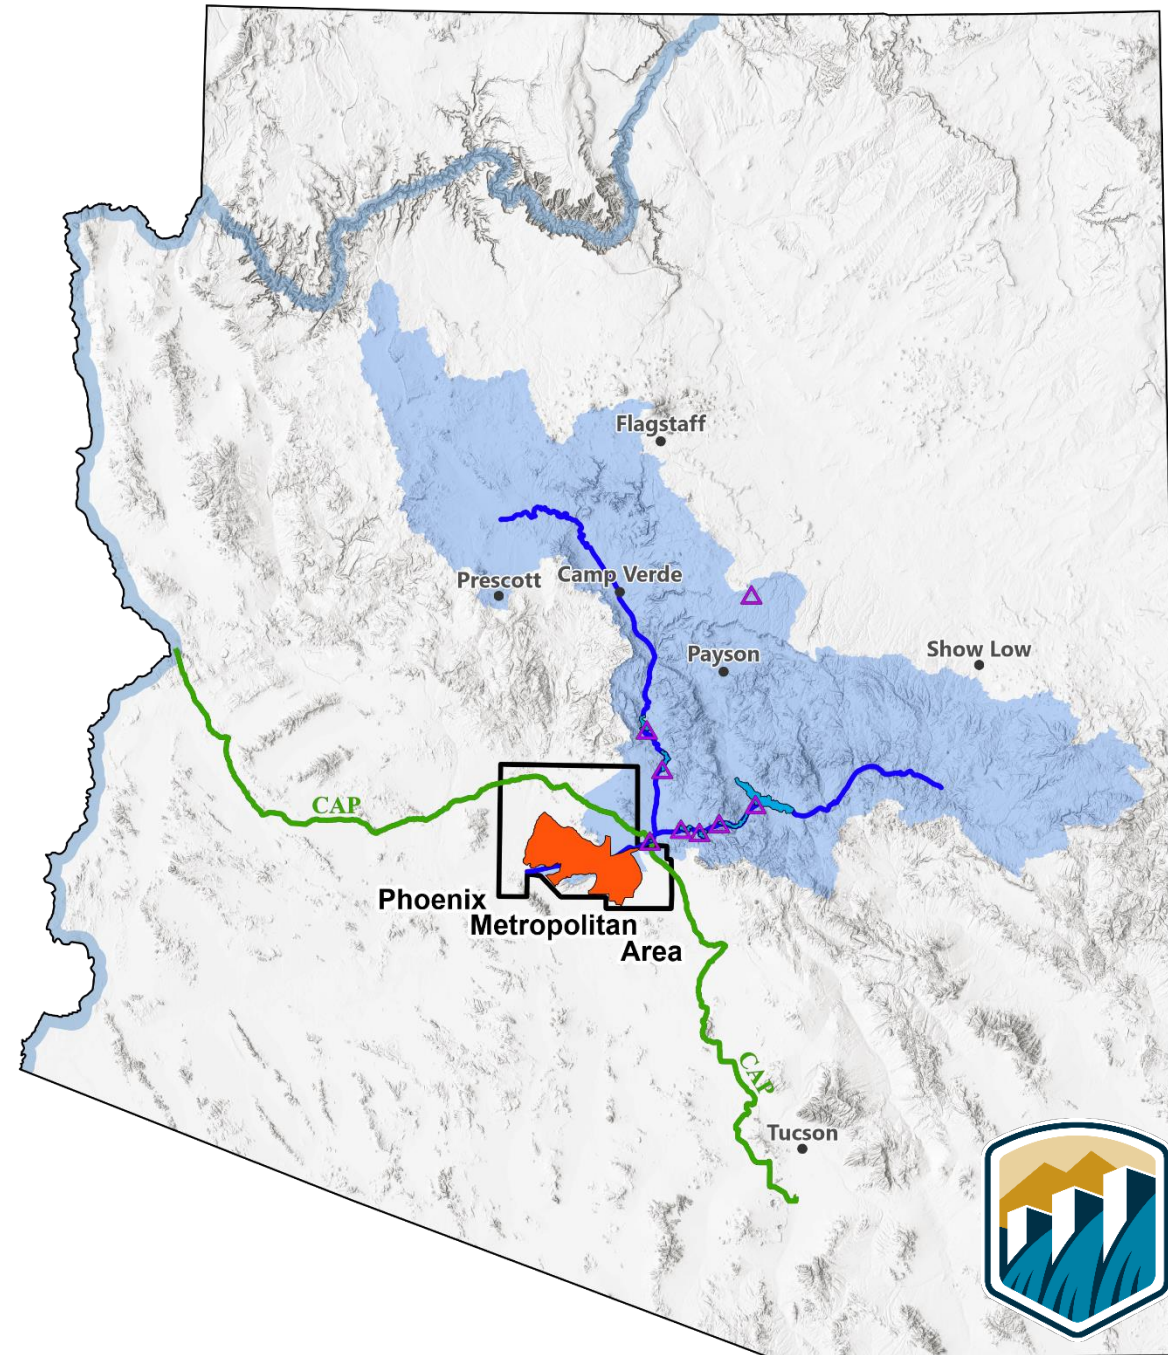 Flagstaff
Prescott
Camp Verde
Payson
Show Low
CAP
Phoenix
Metropolitan
Area
CAP
Tucson